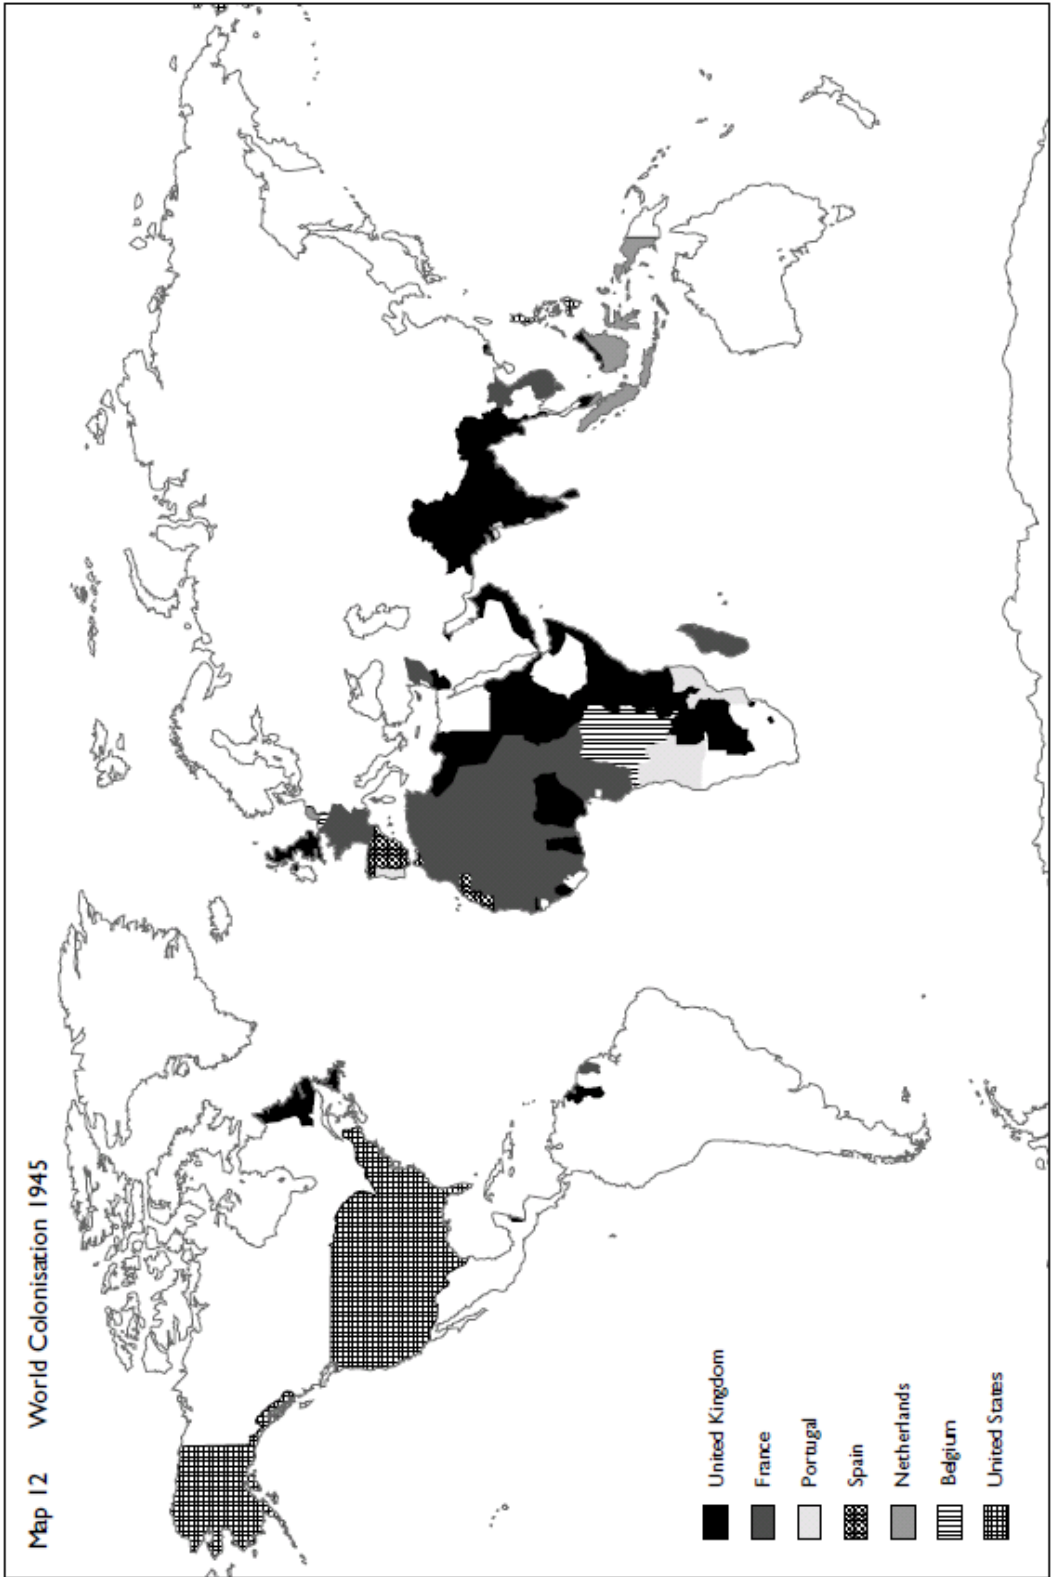 Map 12 World Colonisation 1945
United Kingdom
France
Portugal
Spain
Netherlands
Belgium
United States